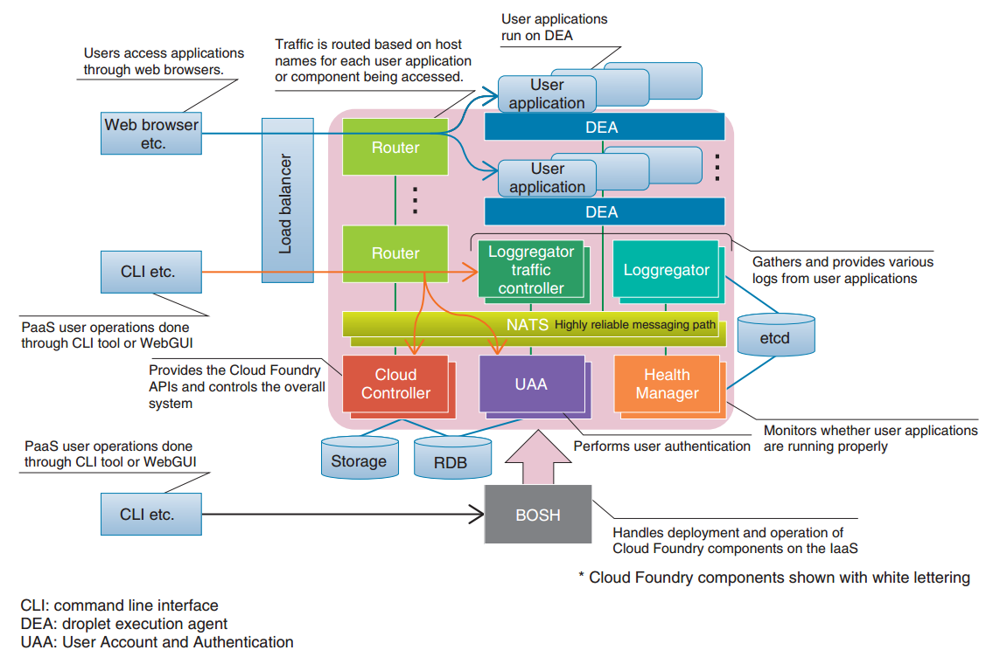 User applications
run on DEA
Users access applications
through web browsers.
Traffic is routed based on host
names for each user application
or component being accessed.
Web browser
etc.
Load balancer
Router
User
application
DEA
User
application
DEA
Router
CLI etc.
Loggregator
traffic
controller
Loggregator
Gathers and provides various
logs from user applications
PaaS user operations done
through CLI tool or WebGUI
NATS Highly reliable messaging path
etcd
Provides the Cloud Foundry
APIs and controls the overall
system
Cloud
Controller
UAA
Health
Manager
Monitors whether user applications
are running properly
Performs user authentication
Storage
RDB
PaaS user operations done
through CLI tool or WebGUI
CLI etc.
BOSH
Handles deployment and operation of
Cloud Foundry components on the IaaS
* Cloud Foundry components shown with white lettering
CLI: command line interface
DEA: droplet execution agent
UAA: User Account and Authentication